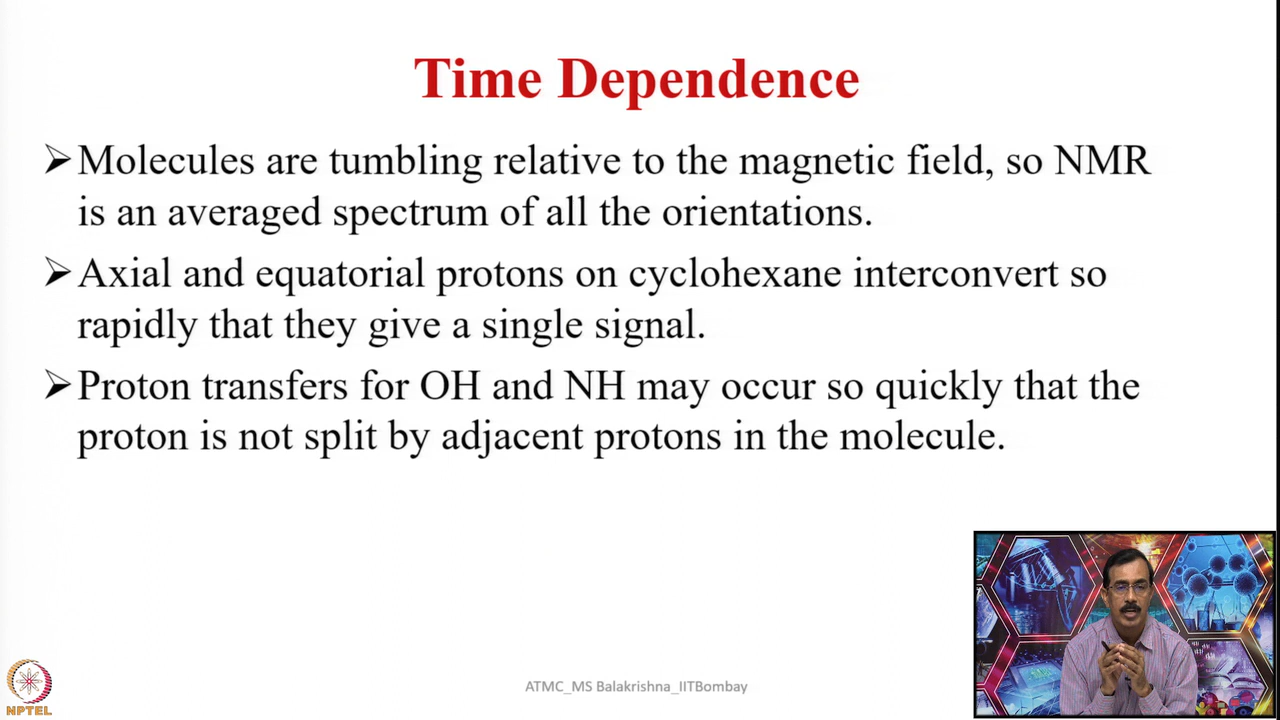 Time Dependence
➤Molecules are tumbling relative to the magnetic field, so NMR
is an averaged spectrum of all the orientations.
➤Axial and equatorial protons on cyclohexane interconvert so
rapidly that they give a single signal.
➤Proton transfers for OH and NH may occur so quickly that the
proton is not split by adjacent protons in the molecule.
NPTEL
ATMC_MS Balakrishna_IITBombay